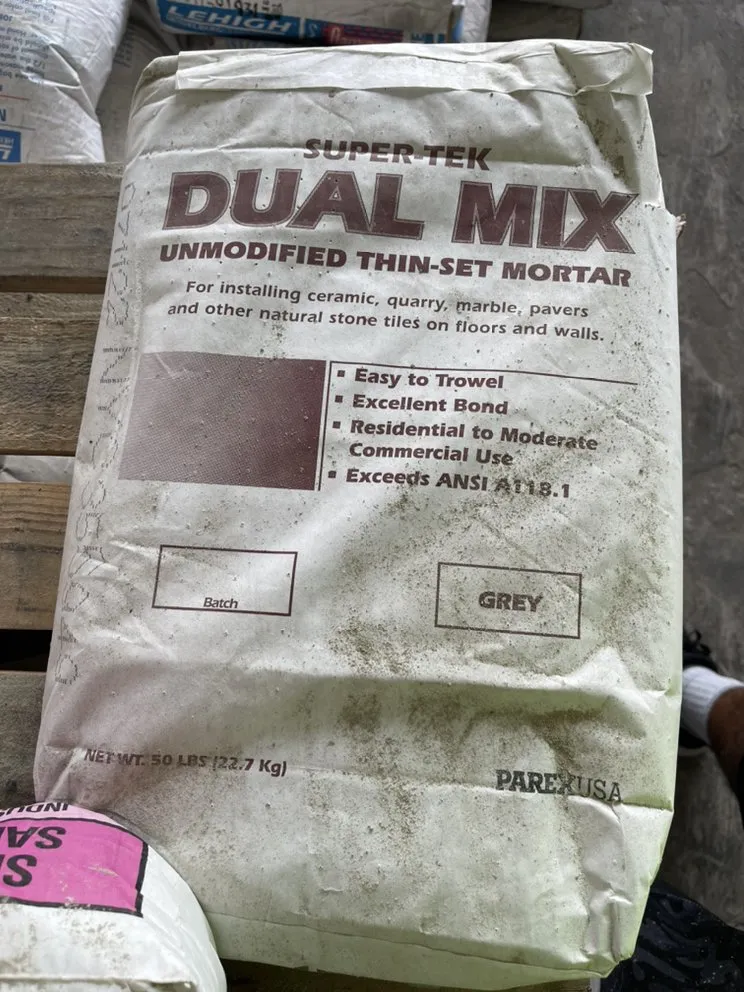 LEHIGH
SUPER-TEK
DUAL MIX
UNMODIFIED THIN-SET MORTAR
For installing ceramic, quarry, marble, pavers
and other natural stone tiles on floors and walls.
▪ Easy to Trowel
▪ Excellent Bond
▪ Residential to Moderate
Commercial Use
▪ Exceeds ANSI A118.1
Batch
GREY
NET WT. 50 LBS (22.7 Kg)
PAREXUSA